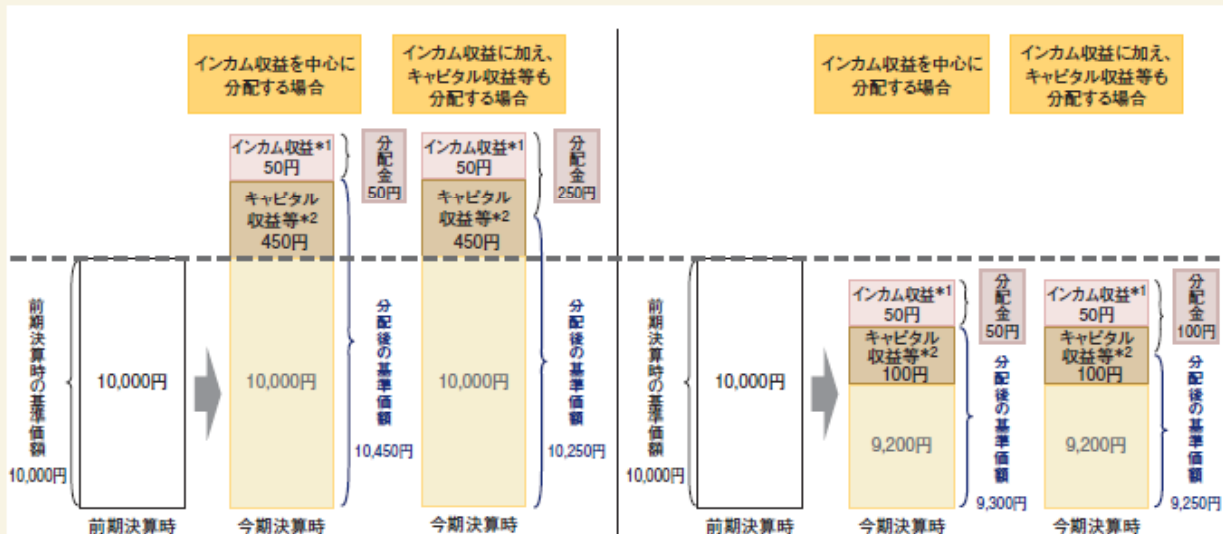 インカム収益を中心に
分配する場合
インカム収益に加え、
キャピタル収益等も
分配する場合
インカム収益*1
50円
キャピタル
収益等*2
450円
10,000円
分配金
50円
分配後の基準価額
10,450円
インカム収益*1
50円
キャピタル
収益等*2
450円
10,000円
分配金
250円
分配後の基準価額
10,250円
前期決算時の基準価額
10,000円
10,000円
前期決算時
今期決算時
今期決算時
インカム収益を中心に
分配する場合
インカム収益に加え、
キャピタル収益等も
分配する場合
前期決算時の基準価額
10,000円
10,000円
インカム収益*1
50円
キャピタル
収益等*2
100円
9,200円
分配金
50円
分配後の基準価額
9,300円
インカム収益*1
50円
キャピタル
収益等*2
100円
9,200円
分配金
100円
分配後の基準価額
9,250円
前期決算時
今期決算時
今期決算時